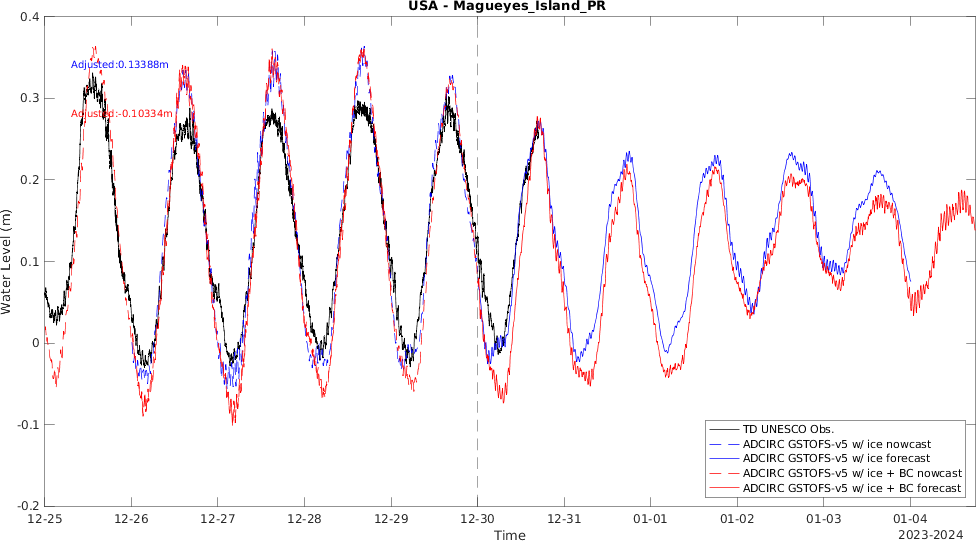 USA - Magueyes_Island_PR
0.4
0.3
0.2
0.1
0
-0.1
-0.2
Water Level (m)
Adjusted:0.13388m
Adjusted:-0.10334m
TD UNESCO Obs.
ADCIRC GSTOFS-v5 w/ ice nowcast
ADCIRC GSTOFS-v5 w/ ice forecast
ADCIRC GSTOFS-v5 w/ ice + BC nowcast
ADCIRC GSTOFS-v5 w/ ice + BC forecast
12-25 12-26 12-27 12-28 12-29 12-30 12-31 01-01 01-02 01-03 01-04
Time
2023-2024